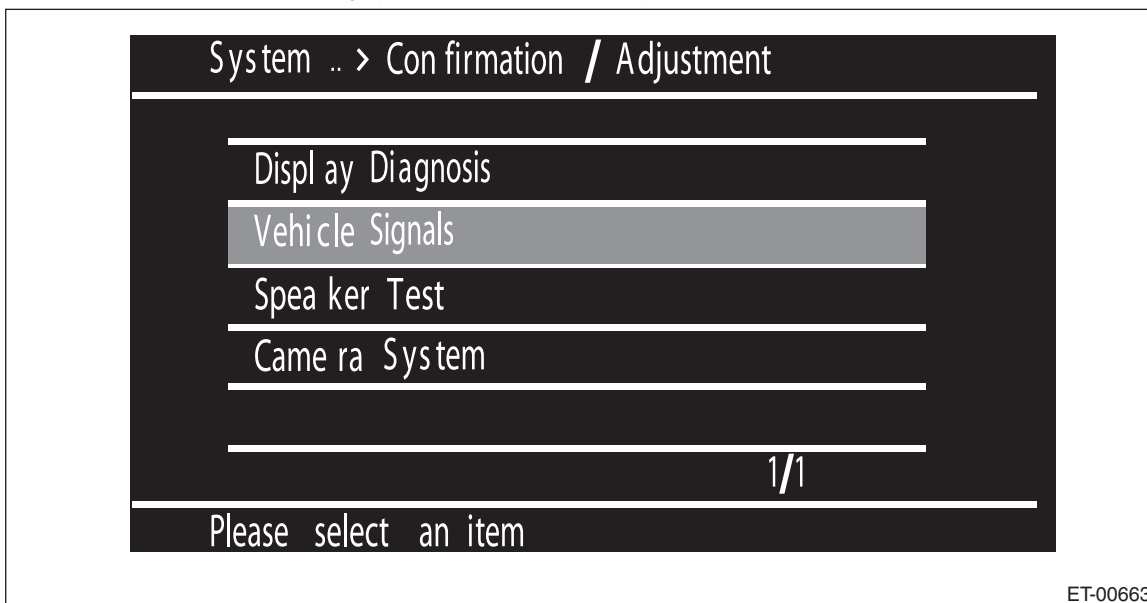 System .. > Confirmation / Adjustment
Display Diagnosis
Vehicle Signals
Speaker Test
Camera System
1/1
Please select an item
ET-00663